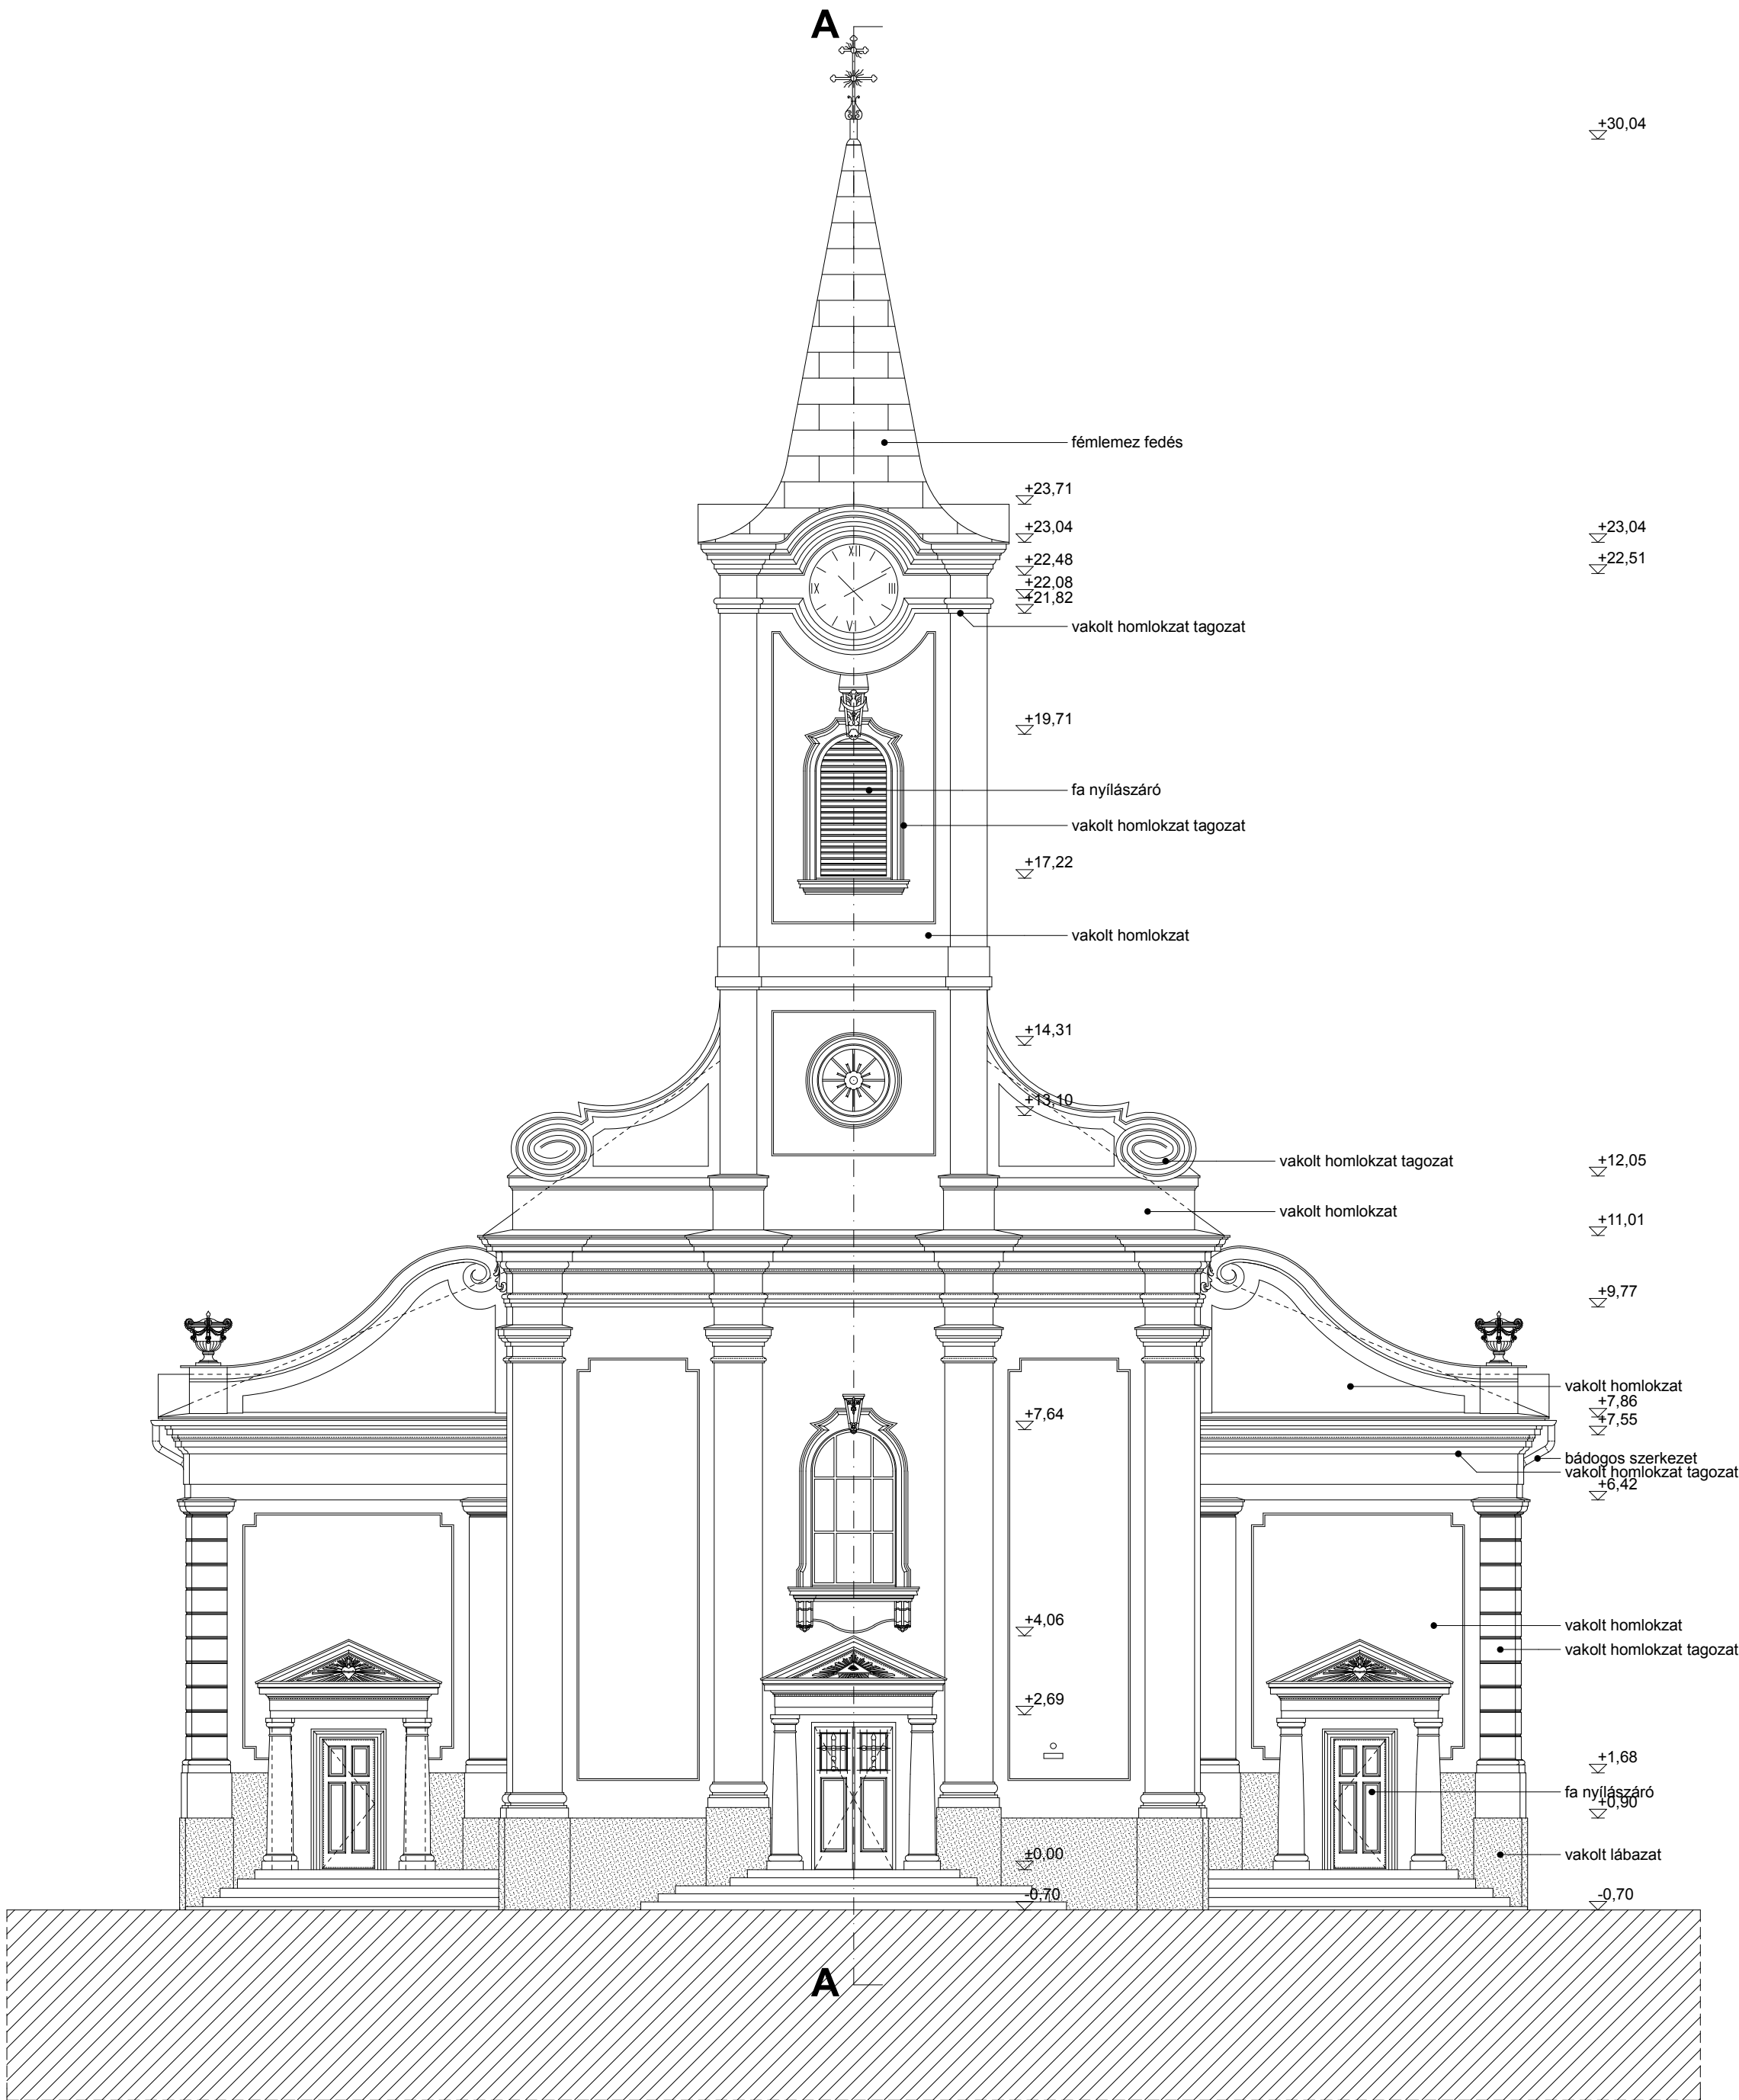 A
+30,04
fémlemez fedés
+23,71
+23,04
+23,04
+22,48
+22,51
+22,08
+21,82
XII
IX
III
VI
vakolt homlokzat tagozat
+19,71
fa nyílászáró
vakolt homlokzat tagozat
+17,22
vakolt homlokzat
+14,31
+13,10
vakolt homlokzat tagozat
+12,05
vakolt homlokzat
+11,01
+9,77
vakolt homlokzat
+7,86
+7,64
+7,55
bádogos szerkezet
vakolt homlokzat tagozat
+6,42
+4,06
vakolt homlokzat
vakolt homlokzat tagozat
+2,69
+1,68
fa nyílászáró
+0,90
±0,00
vakolt lábazat
-0,70
-0,70
A